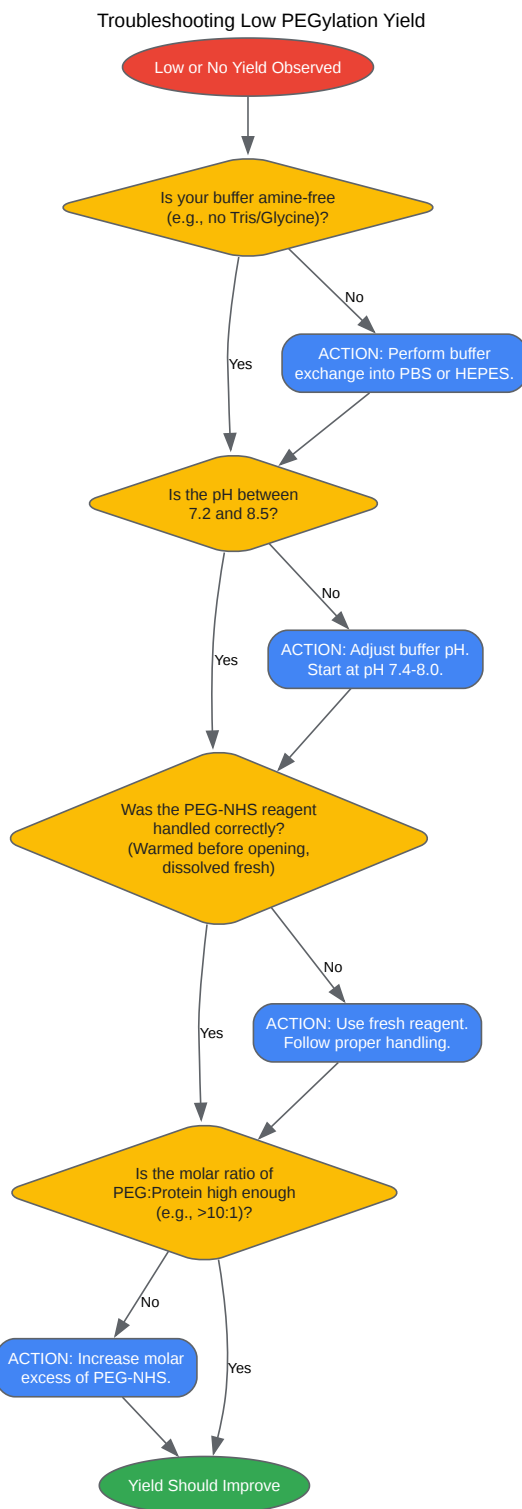 Troubleshooting Low PEGylation Yield
Low or No Yield Observed
Is your buffer amine-free
(e.g., no Tris/Glycine)?
No
ACTION: Perform buffer
exchange into PBS or HEPES.
Yes
Is the pH between
7.2 and 8.5?
No
ACTION: Adjust buffer pH.
Start at pH 7.4-8.0.
Yes
Was the PEG-NHS reagent
handled correctly?
(Warmed before opening,
dissolved fresh)
No
ACTION: Use fresh reagent.
Follow proper handling.
Yes
Is the molar ratio of
PEG:Protein high enough
(e.g., >10:1)?
No
ACTION: Increase molar
excess of PEG-NHS.
Yes
Yield Should Improve